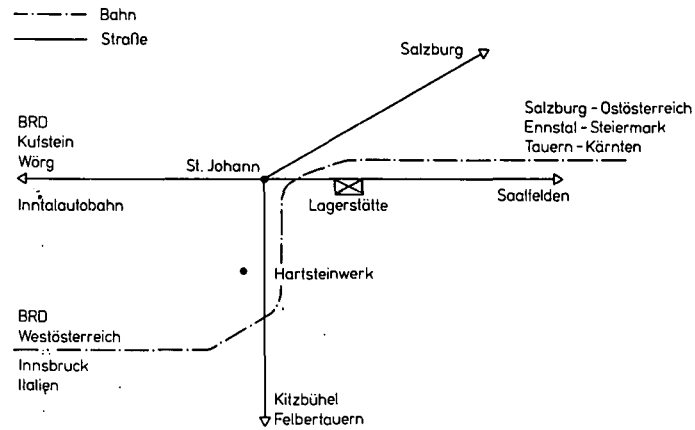 Bahn
Straße
Salzburg
Salzburg - Ostösterreich
Ennstal - Steiermark
Tauern - Kärnten
BRD
Kufstein
Wörg
St. Johann
Inntalautobahn
Lagerstätte
Saalfelden
Hartsteinwerk
BRD
Westösterreich
Innsbruck
Italien
Kitzbühel
Felbertauern